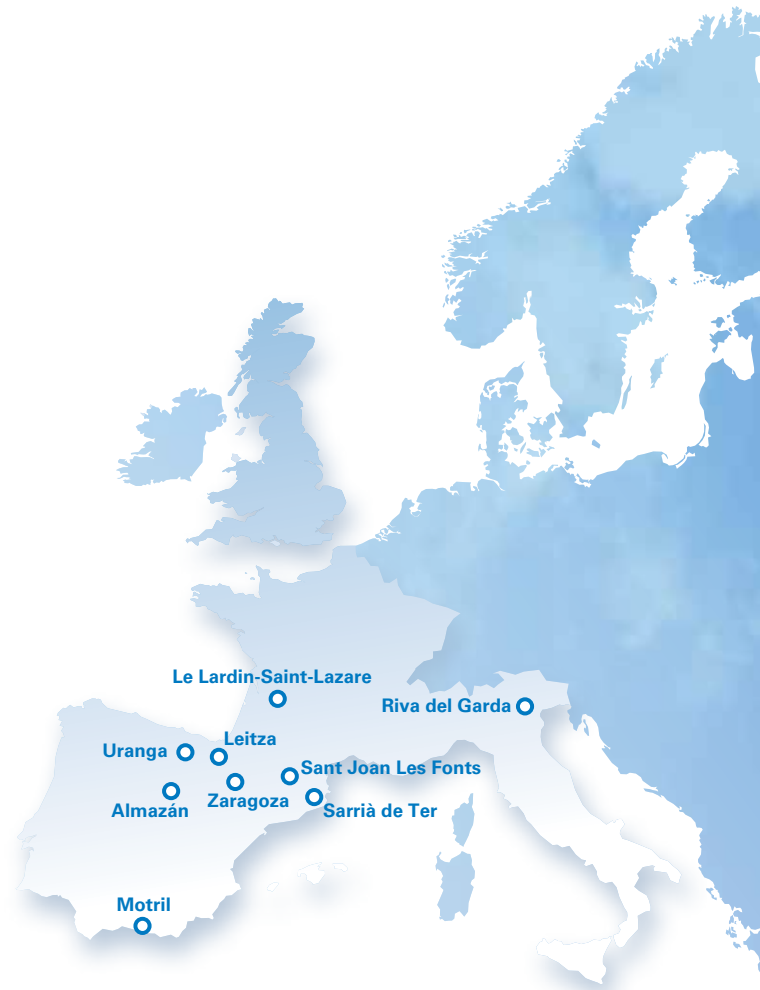 Le Lardin-Saint-Lazare
Riva del Garda
Leitza
Uranga
Sant Joan Les Fonts
Zaragoza
Almazán
Sarrià de Ter
Motril